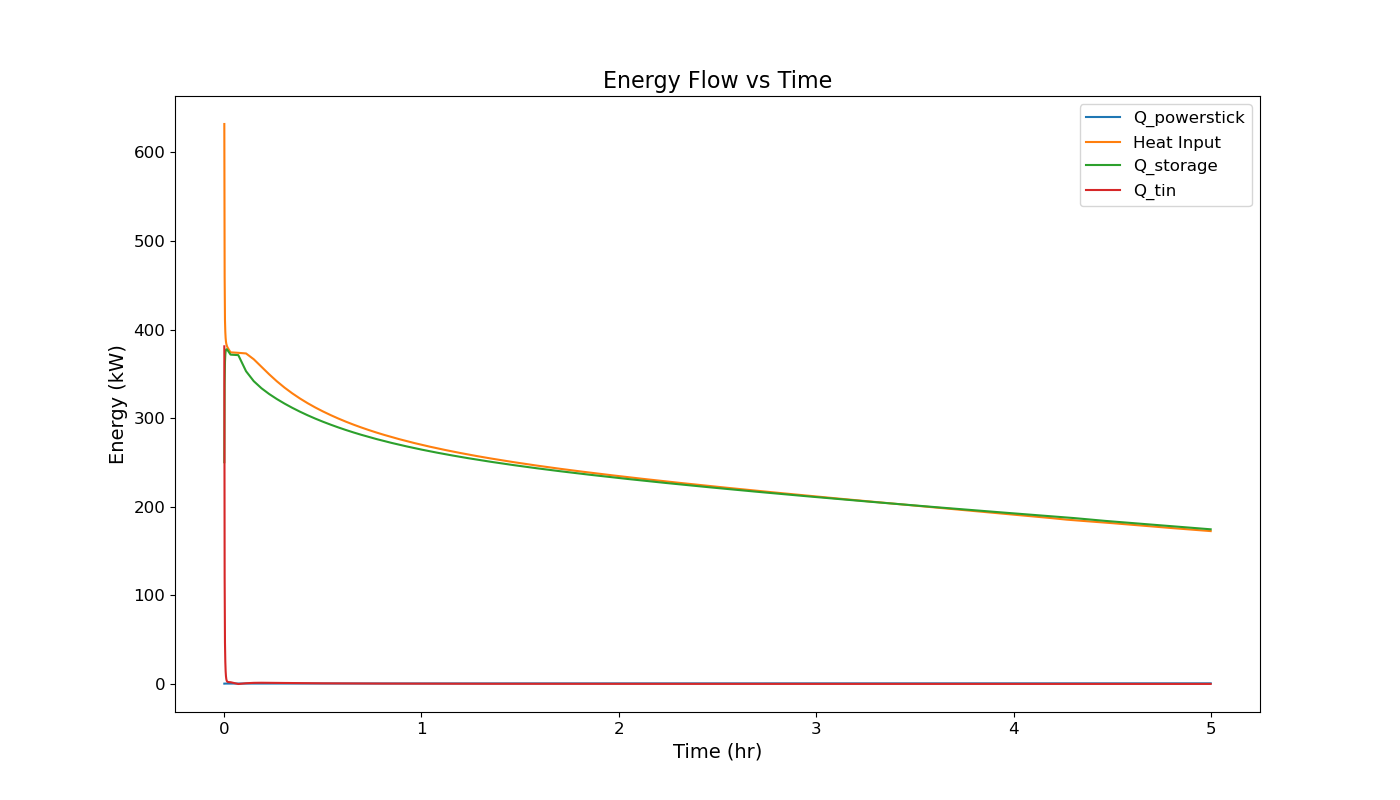 Energy Flow vs Time
Q_powerstick
Heat Input
Q_storage
Q_tin
600
500
400
300
200
100
0
Energy (kW)
0 1 2 3 4 5
Time (hr)